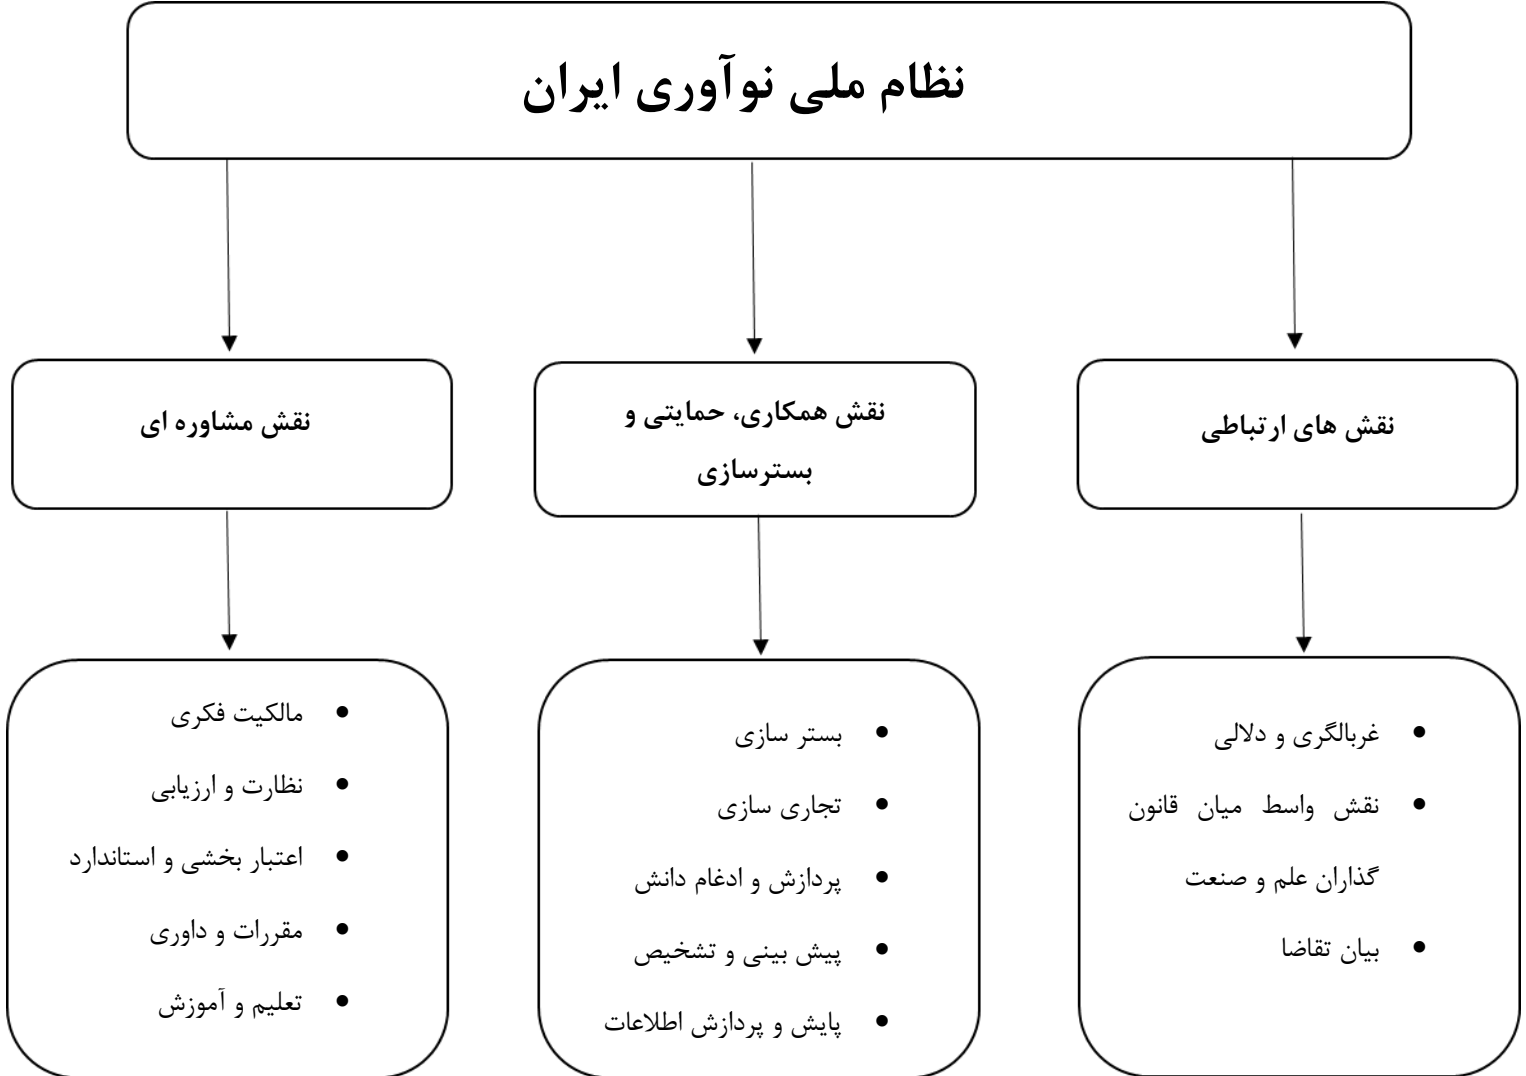 نظام ملی نوآوری ایران
نقش های ارتباطی
نقش همکاری، حمایتی و
بسترسازی
نقش مشاوره ای
• غربالگری و دلالی
• نقش واسط میان قانون
گذاران علم و صنعت
• بیان تقاضا
• بستر سازی
• تجاری سازی
• پردازش و ادغام دانش
• پیش بینی و تشخیص
• پایش و پردازش اطلاعات
• مالکیت فکری
• نظارت و ارزیابی
• اعتبار بخشی و استاندارد
• مقررات و داوری
• تعلیم و آموزش